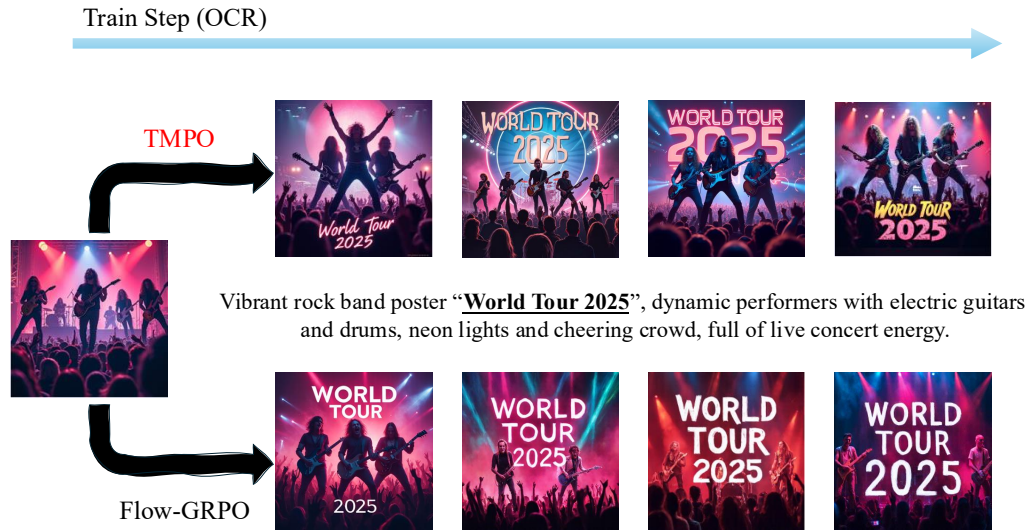 Train Step (OCR)
TMPO
World Tour
2025
WORLD TOUR
2025
WORLD TOUR
2025
WORLD TOUR
2025
Vibrant rock band poster “World Tour 2025”, dynamic performers with electric guitars
and drums, neon lights and cheering crowd, full of live concert energy.
WORLD
TOUR
2025
WORLD
TOUR
2025
WORLD
TOUR
2025
WORLD
TOUR
2025
Flow-GRPO